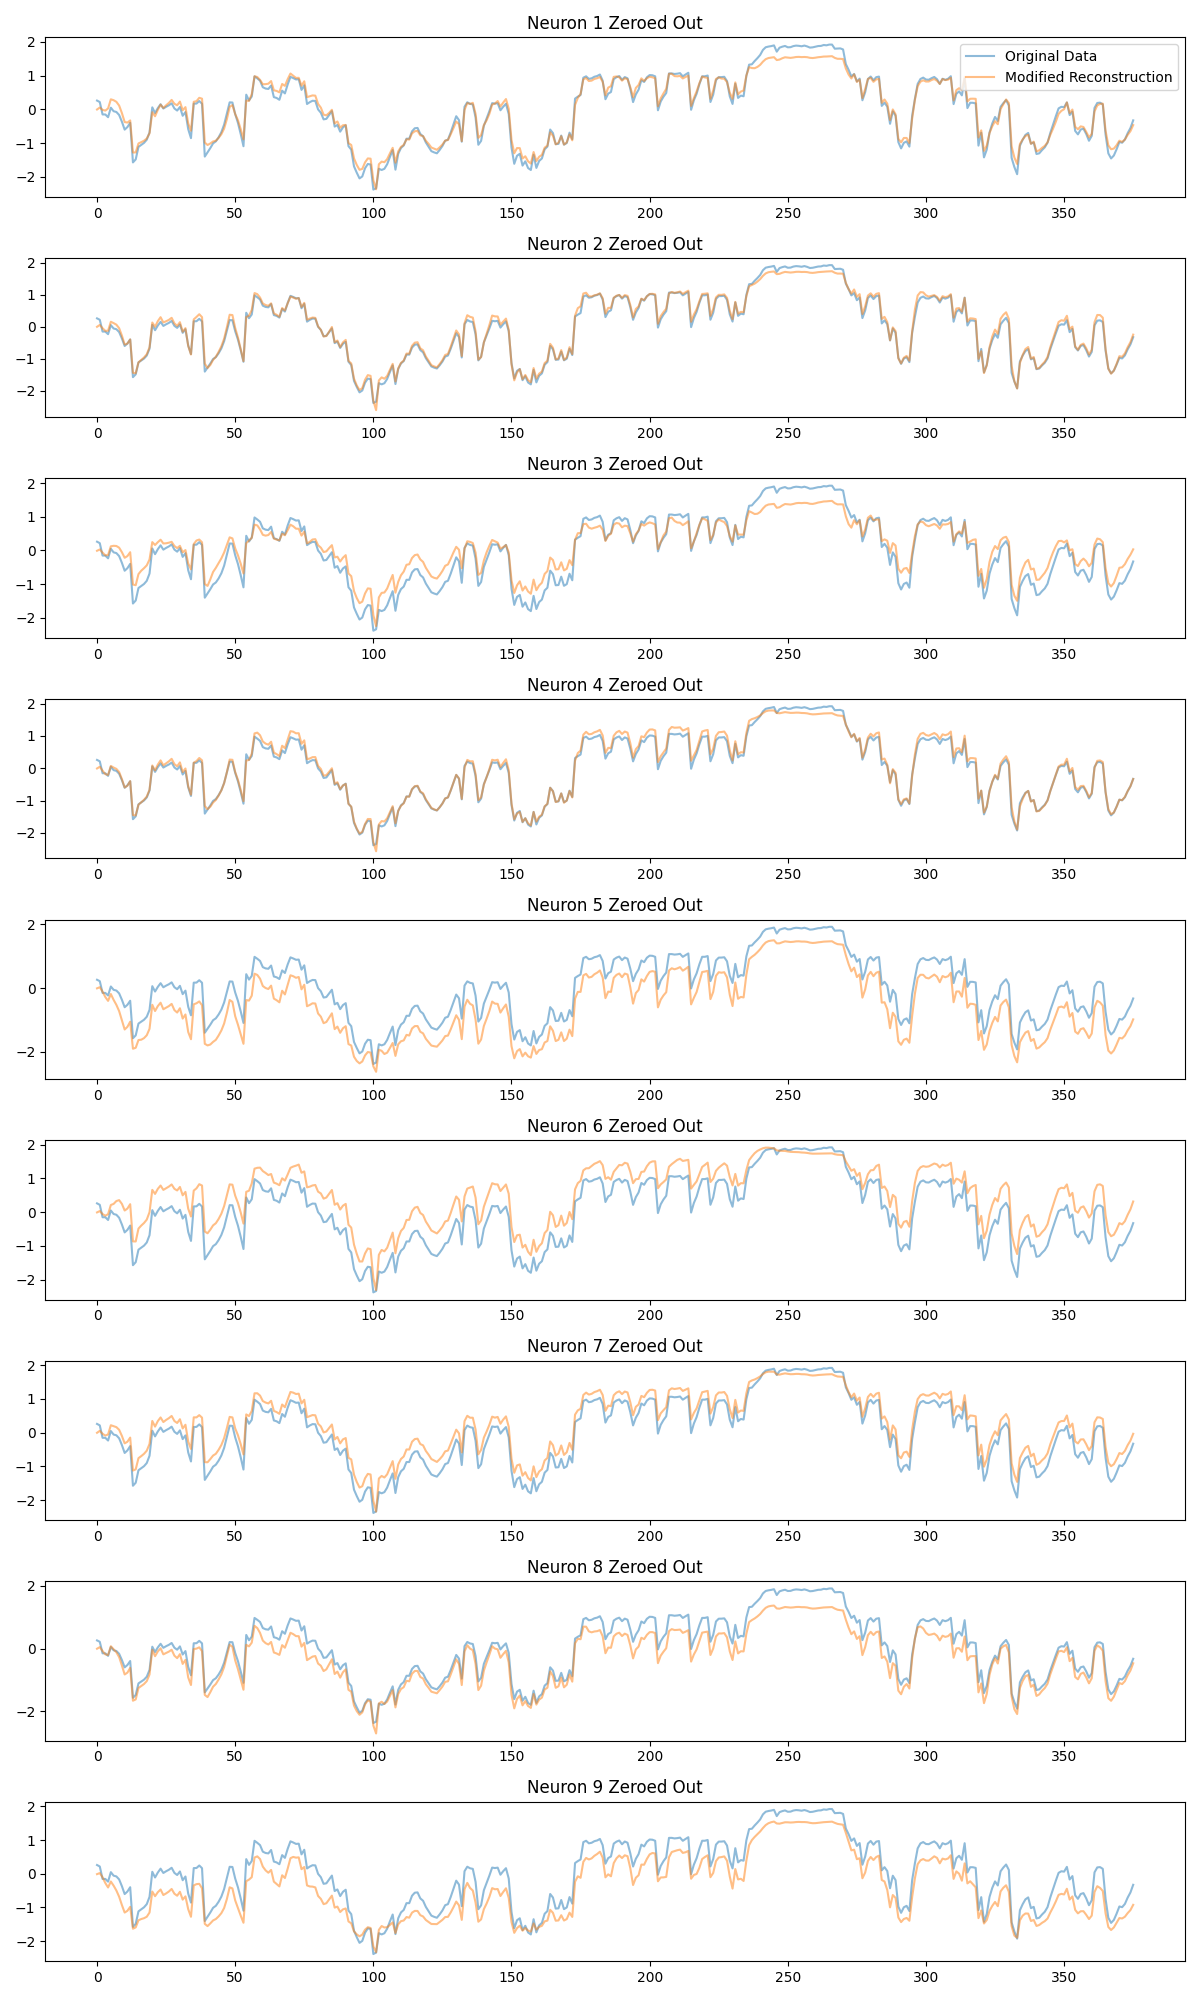 Neuron 1 Zeroed Out
2
1
0
−1
−2
Original Data
Modified Reconstruction
0 50 100 150 200 250 300 350
Neuron 2 Zeroed Out
2
1
0
−1
−2
0 50 100 150 200 250 300 350
Neuron 3 Zeroed Out
2
1
0
−1
−2
0 50 100 150 200 250 300 350
Neuron 4 Zeroed Out
2
1
0
−1
−2
0 50 100 150 200 250 300 350
Neuron 5 Zeroed Out
2
0
−2
0 50 100 150 200 250 300 350
Neuron 6 Zeroed Out
2
1
0
−1
−2
0 50 100 150 200 250 300 350
Neuron 7 Zeroed Out
2
1
0
−1
−2
0 50 100 150 200 250 300 350
Neuron 8 Zeroed Out
2
0
−2
0 50 100 150 200 250 300 350
Neuron 9 Zeroed Out
2
1
0
−1
−2
0 50 100 150 200 250 300 350